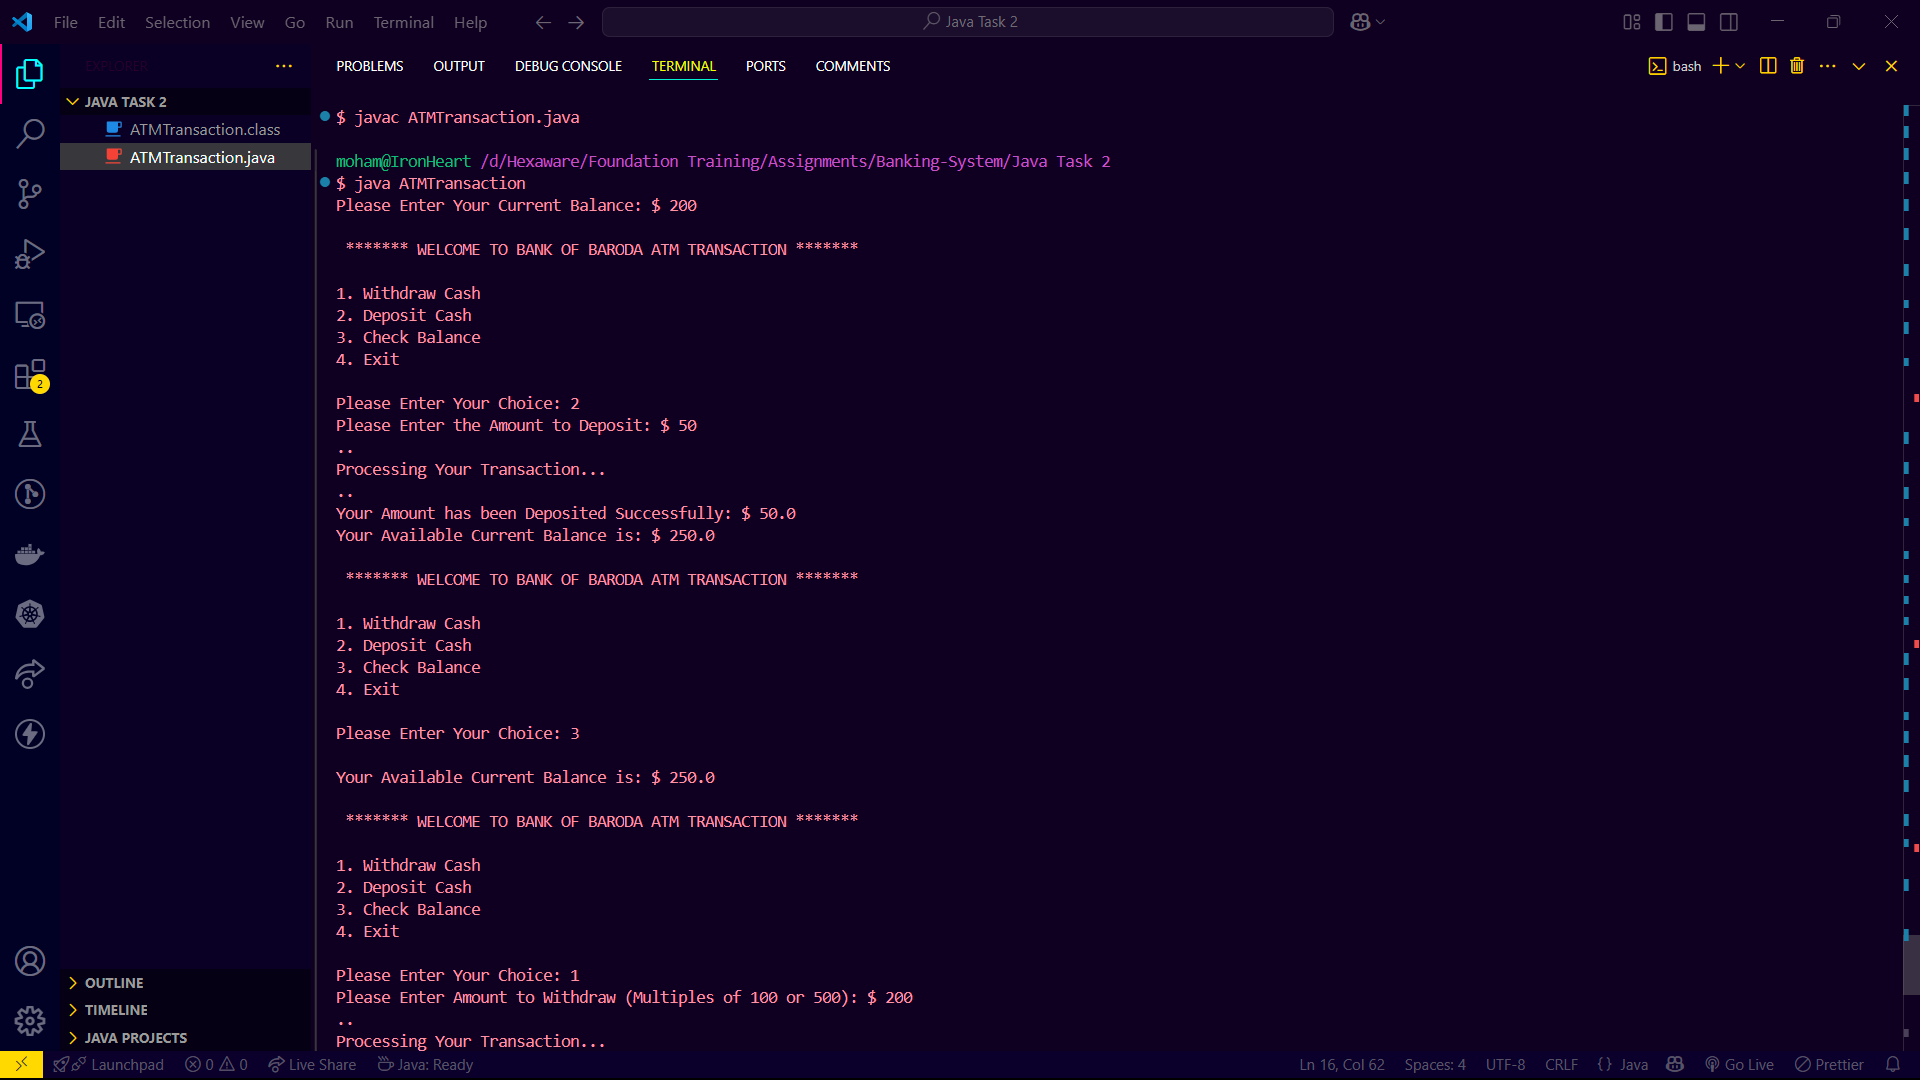 File Edit Selection View Go Run Terminal Help
Java Task 2
EXPLORER
PROBLEMS OUTPUT DEBUG CONSOLE TERMINAL PORTS COMMENTS
bash
JAVA TASK 2
ATMTransaction.class
ATMTransaction.java
2
$ javac ATMTransaction.java
moham@IronHeart /d/Hexaware/Foundation Training/Assignments/Banking-System/Java Task 2
$ java ATMTransaction
Please Enter Your Current Balance: $ 200
******* WELCOME TO BANK OF BARODA ATM TRANSACTION *******
1. Withdraw Cash
2. Deposit Cash
3. Check Balance
4. Exit
Please Enter Your Choice: 2
Please Enter the Amount to Deposit: $ 50
..
Processing Your Transaction...
..
Your Amount has been Deposited Successfully: $ 50.0
Your Available Current Balance is: $ 250.0
******* WELCOME TO BANK OF BARODA ATM TRANSACTION *******
1. Withdraw Cash
2. Deposit Cash
3. Check Balance
4. Exit
Please Enter Your Choice: 3
Your Available Current Balance is: $ 250.0
******* WELCOME TO BANK OF BARODA ATM TRANSACTION *******
1. Withdraw Cash
2. Deposit Cash
3. Check Balance
4. Exit
Please Enter Your Choice: 1
Please Enter Amount to Withdraw (Multiples of 100 or 500): $ 200
..
Processing Your Transaction...
OUTLINE
TIMELINE
JAVA PROJECTS
Launchpad 0 0 Live Share Java: Ready Ln 16, Col 62 Spaces: 4 UTF-8 CRLF {} Java Go Live Prettier